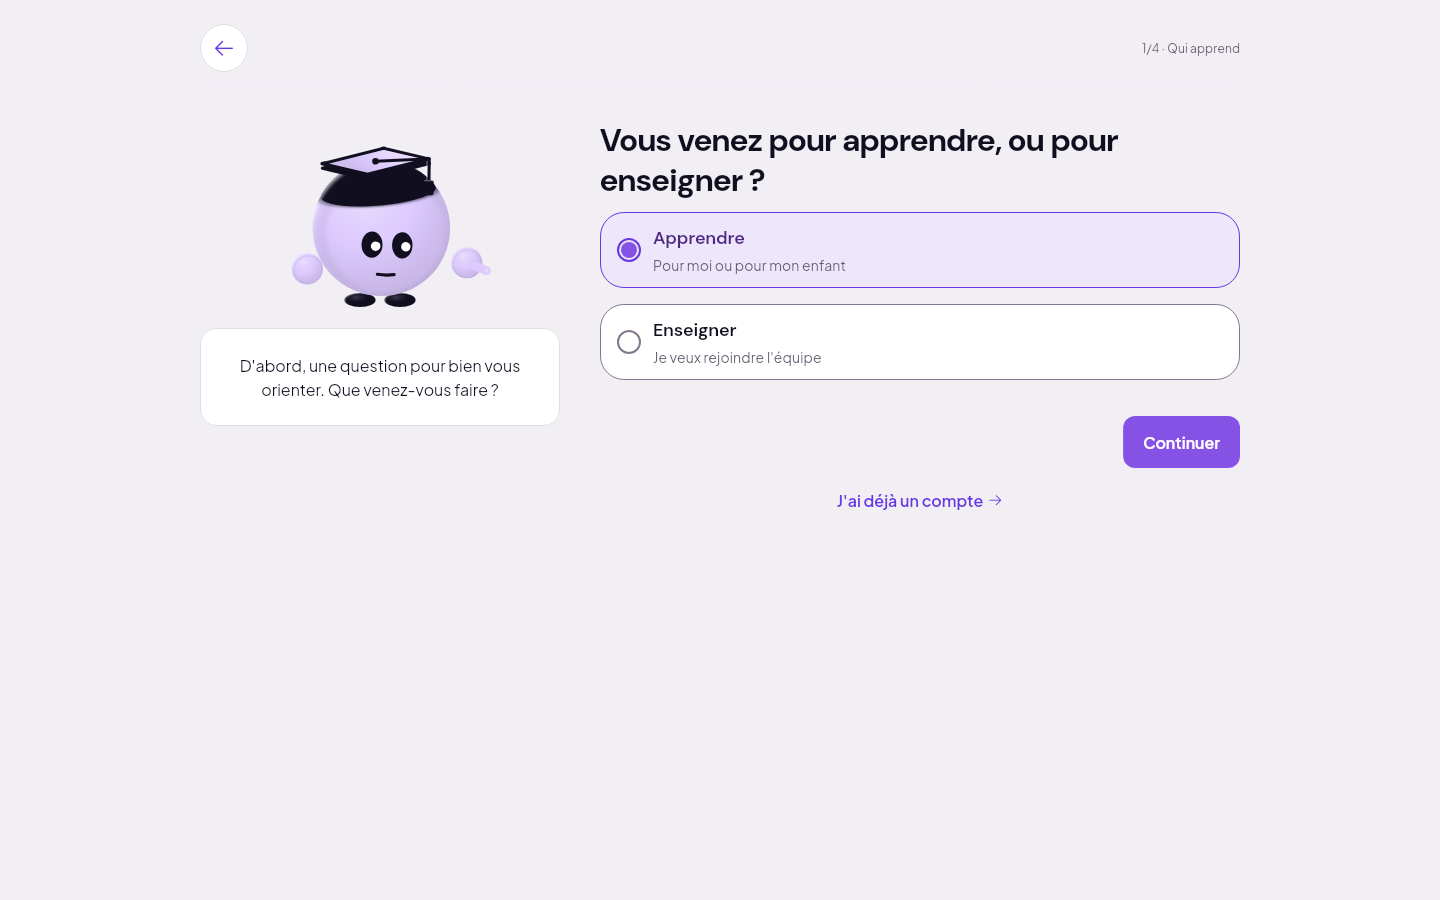 1/4 · Qui apprend
Vous venez pour apprendre, ou pour
enseigner ?
Apprendre
Pour moi ou pour mon enfant
Enseigner
Je veux rejoindre l'équipe
D'abord, une question pour bien vous
orienter. Que venez-vous faire ?
Continuer
J'ai déjà un compte →